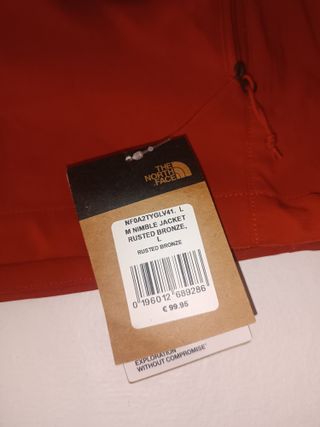 THE
NORTH
FACE
NF0A2TYGLV41. L
M NIMBLE JACKET
RUSTED BRONZE,
L
RUSTED BRONZE
0 196012 689286
€ 99.95
EXPLORATION
WITHOUT COMPROMISE